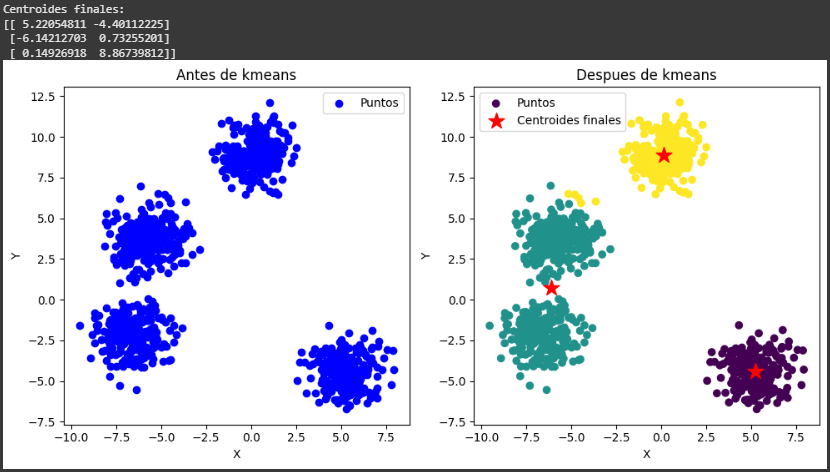 Centroides finales:
[[ 5.22054811 -4.40112225]
 [-6.14212703  0.73255201]
 [ 0.14926918  8.86739812]]
Antes de kmeans
Puntos
12.5
10.0
7.5
5.0
2.5
0.0
−2.5
−5.0
−7.5
Y
−10.0 −7.5 −5.0 −2.5 0.0 2.5 5.0 7.5
X
Despues de kmeans
Puntos
Centroides finales
12.5
10.0
7.5
5.0
2.5
0.0
−2.5
−5.0
−7.5
Y
−10.0 −7.5 −5.0 −2.5 0.0 2.5 5.0 7.5
X